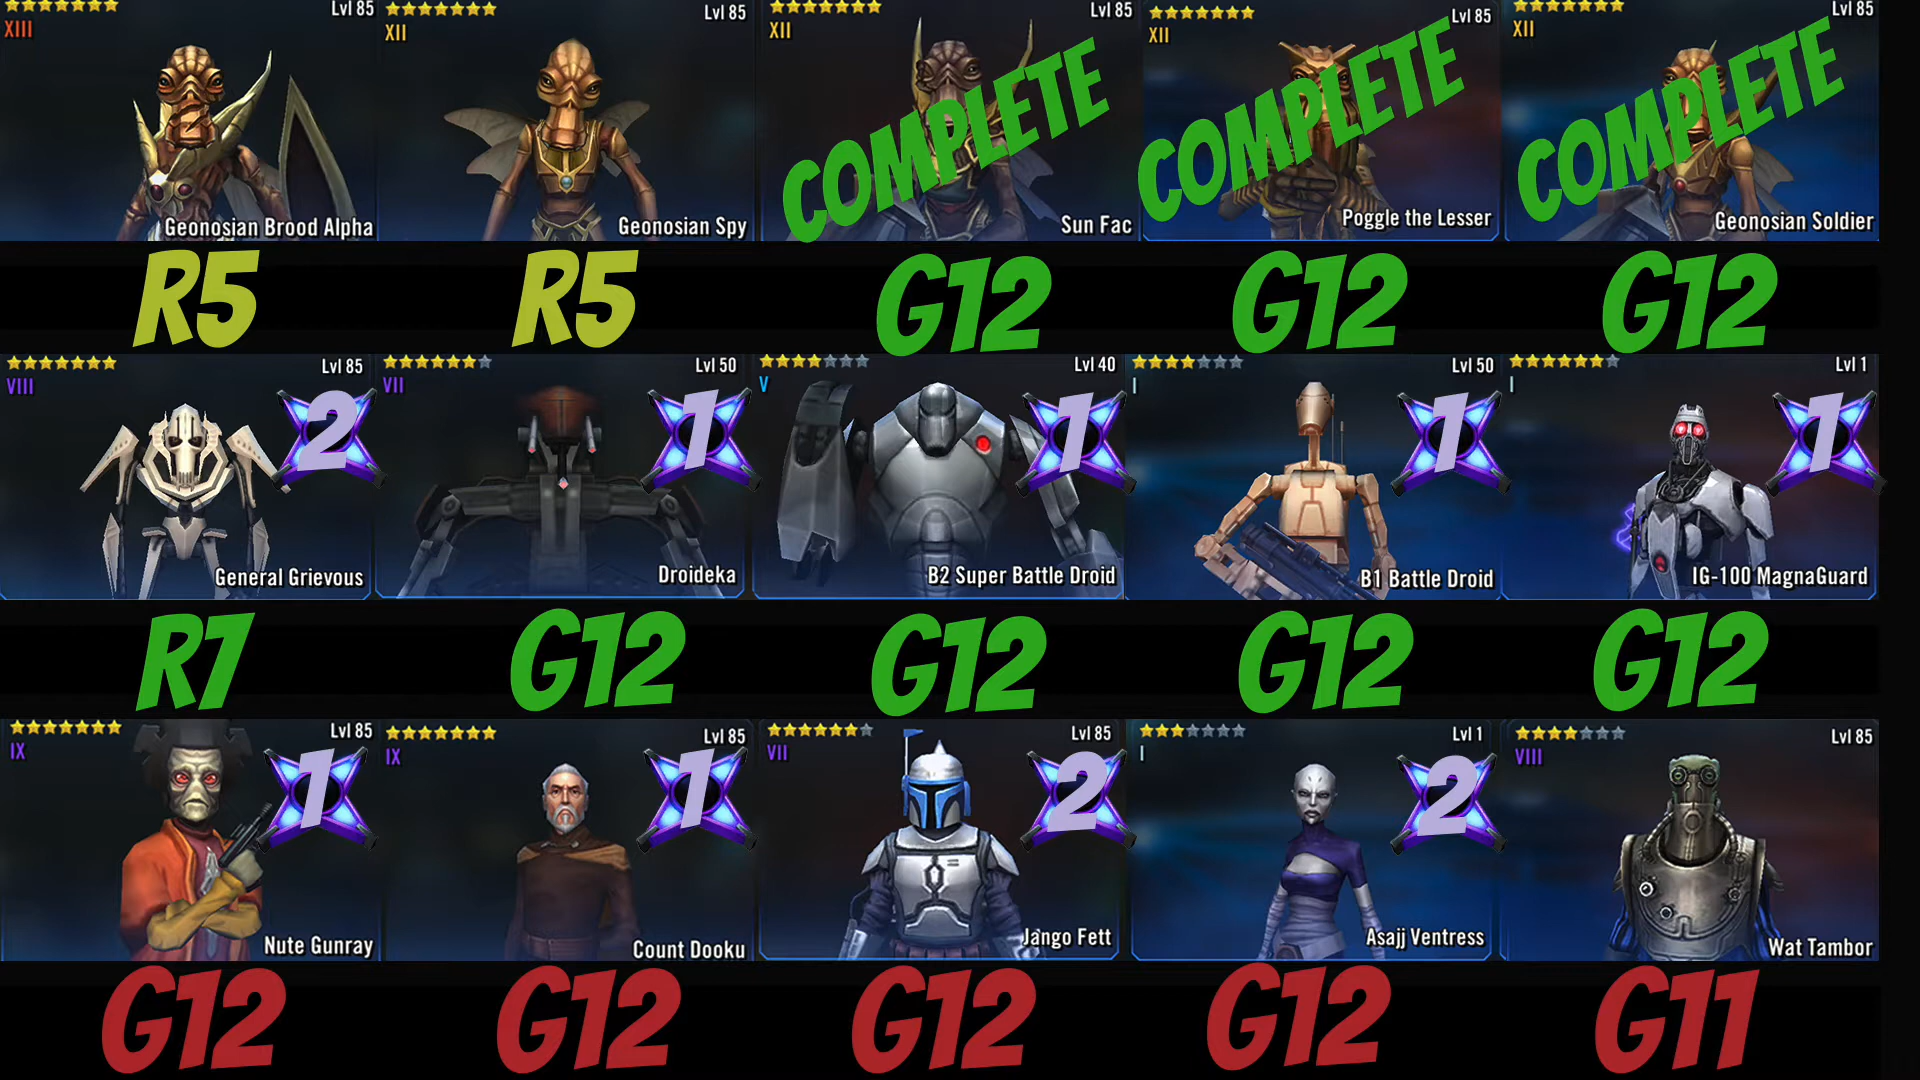 Lvl 85
XIII
Geonosian Brood Alpha
Lvl 85
XII
Geonosian Spy
Lvl 85
XII
COMPLETE
Sun Fac
Lvl 85
XII
COMPLETE
Poggle the Lesser
Lvl 85
XII
COMPLETE
Geonosian Soldier
R5
R5
G12
G12
G12
Lvl 85
VIII
2
General Grievous
Lvl 50
VII
1
Droideka
Lvl 40
V
1
B2 Super Battle Droid
Lvl 50
I
1
B1 Battle Droid
Lvl 1
I
1
IG-100 MagnaGuard
R7
G12
G12
G12
G12
Lvl 85
IX
1
Nute Gunray
Lvl 85
IX
1
Count Dooku
Lvl 85
VII
2
Jango Fett
Lvl 1
I
2
Asajj Ventress
Lvl 85
VIII
Wat Tambor
G12
G12
G12
G12
G11